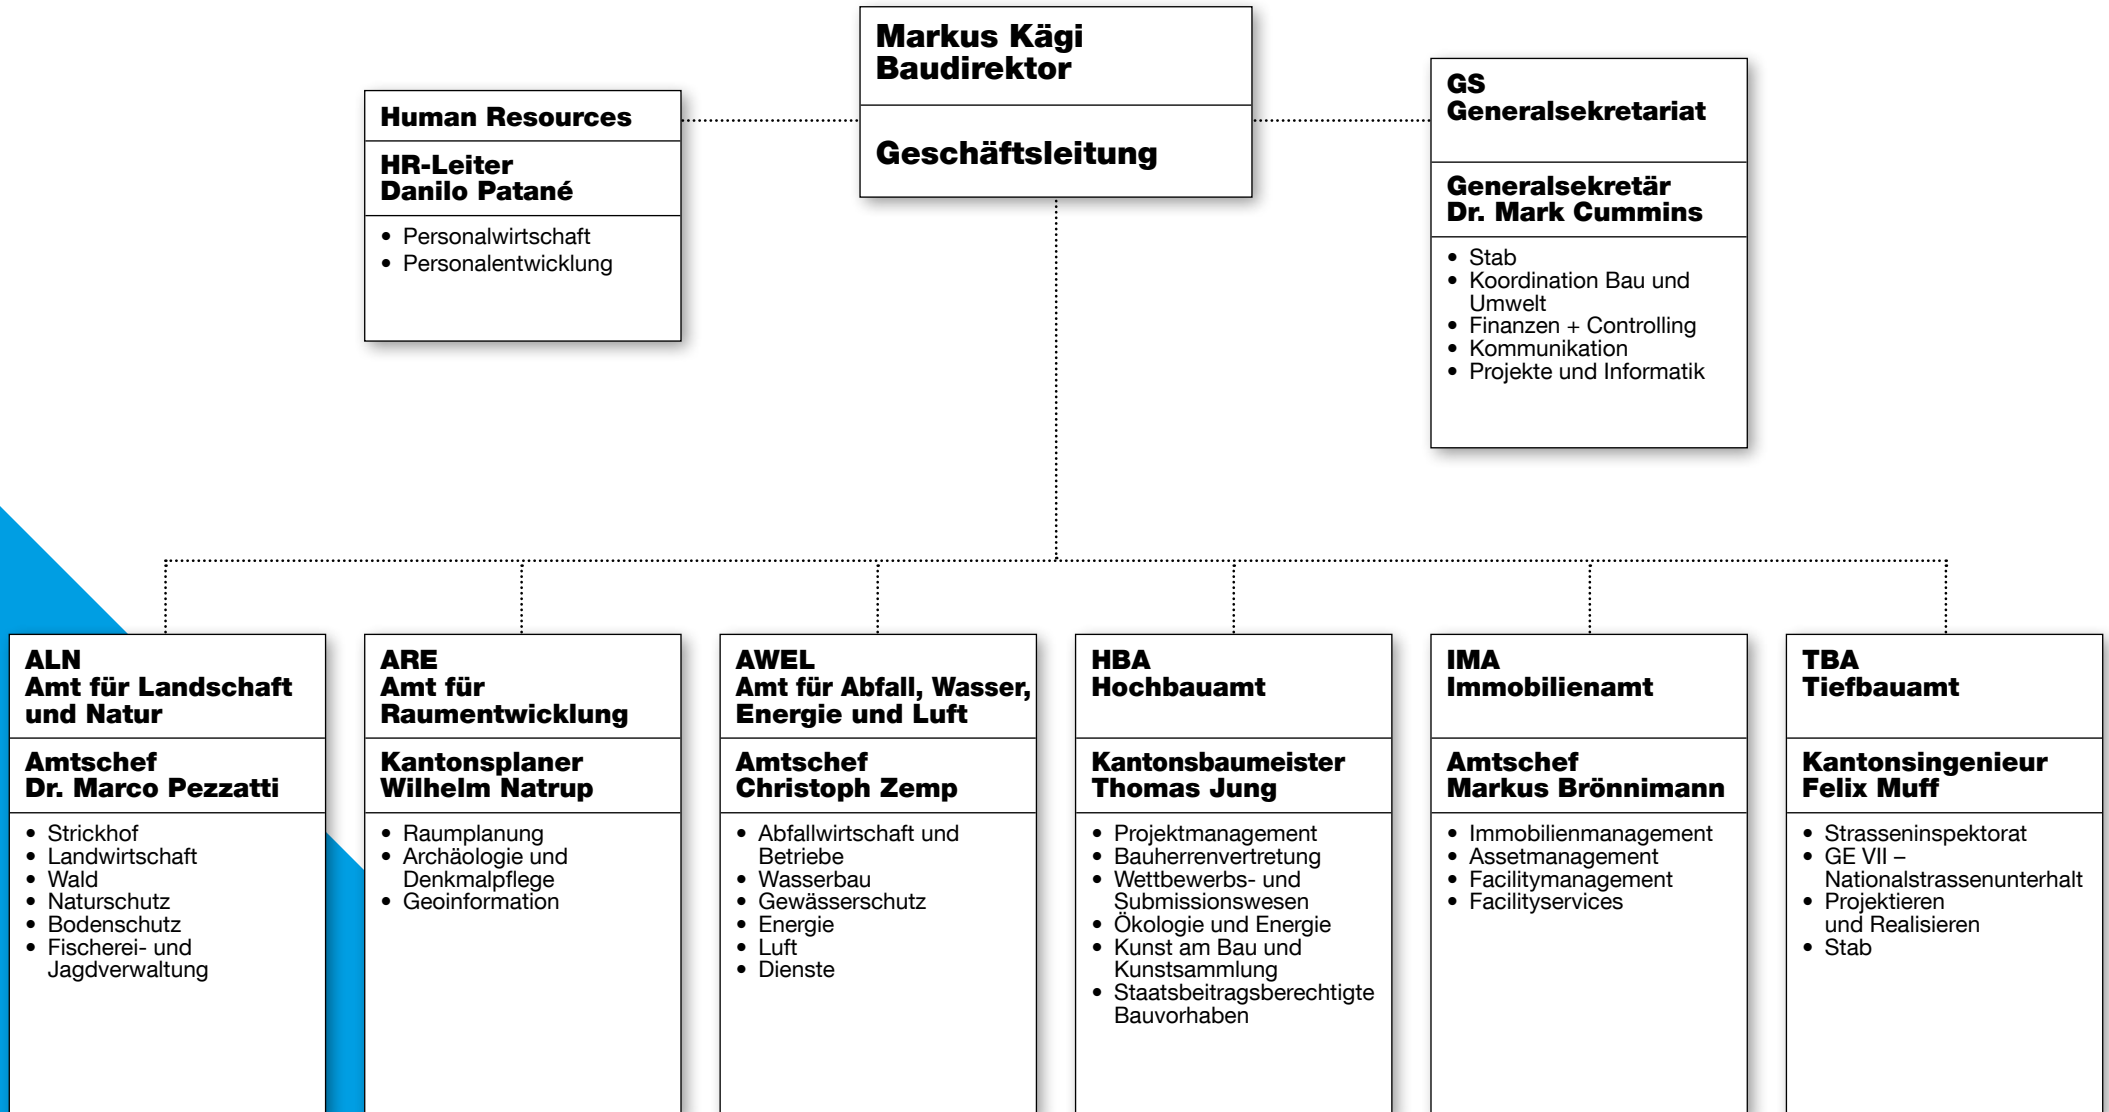 Markus Kägi
Baudirektor
Geschäftsleitung
Human Resources
HR-Leiter
Danilo Patané
• Personalwirtschaft
• Personalentwicklung
GS
Generalsekretariat
Generalsekretär
Dr. Mark Cummins
• Stab
• Koordination Bau und
Umwelt
• Finanzen + Controlling
• Kommunikation
• Projekte und Informatik
ALN
Amt für Landschaft
und Natur
Amtschef
Dr. Marco Pezzatti
• Strickhof
• Landwirtschaft
• Wald
• Naturschutz
• Bodenschutz
• Fischerei- und
Jagdverwaltung
ARE
Amt für
Raumentwicklung
Kantonsplaner
Wilhelm Natrup
• Raumplanung
• Archäologie und
Denkmalpflege
• Geoinformation
AWEL
Amt für Abfall, Wasser,
Energie und Luft
Amtschef
Christoph Zemp
• Abfallwirtschaft und
Betriebe
• Wasserbau
• Gewässerschutz
• Energie
• Luft
• Dienste
HBA
Hochbauamt
Kantonsbaumeister
Thomas Jung
• Projektmanagement
• Bauherrenvertretung
• Wettbewerbs- und
Submissionswesen
• Ökologie und Energie
• Kunst am Bau und
Kunstsammlung
• Staatsbeitragsberechtigte
Bauvorhaben
IMA
Immobilienamt
Amtschef
Markus Brönnimann
• Immobilienmanagement
• Assetmanagement
• Facilitymanagement
• Facilityservices
TBA
Tiefbauamt
Kantonsingenieur
Felix Muff
• Strasseninspektorat
• GE VII –
Nationalstrassenunterhalt
• Projektieren
und Realisieren
• Stab